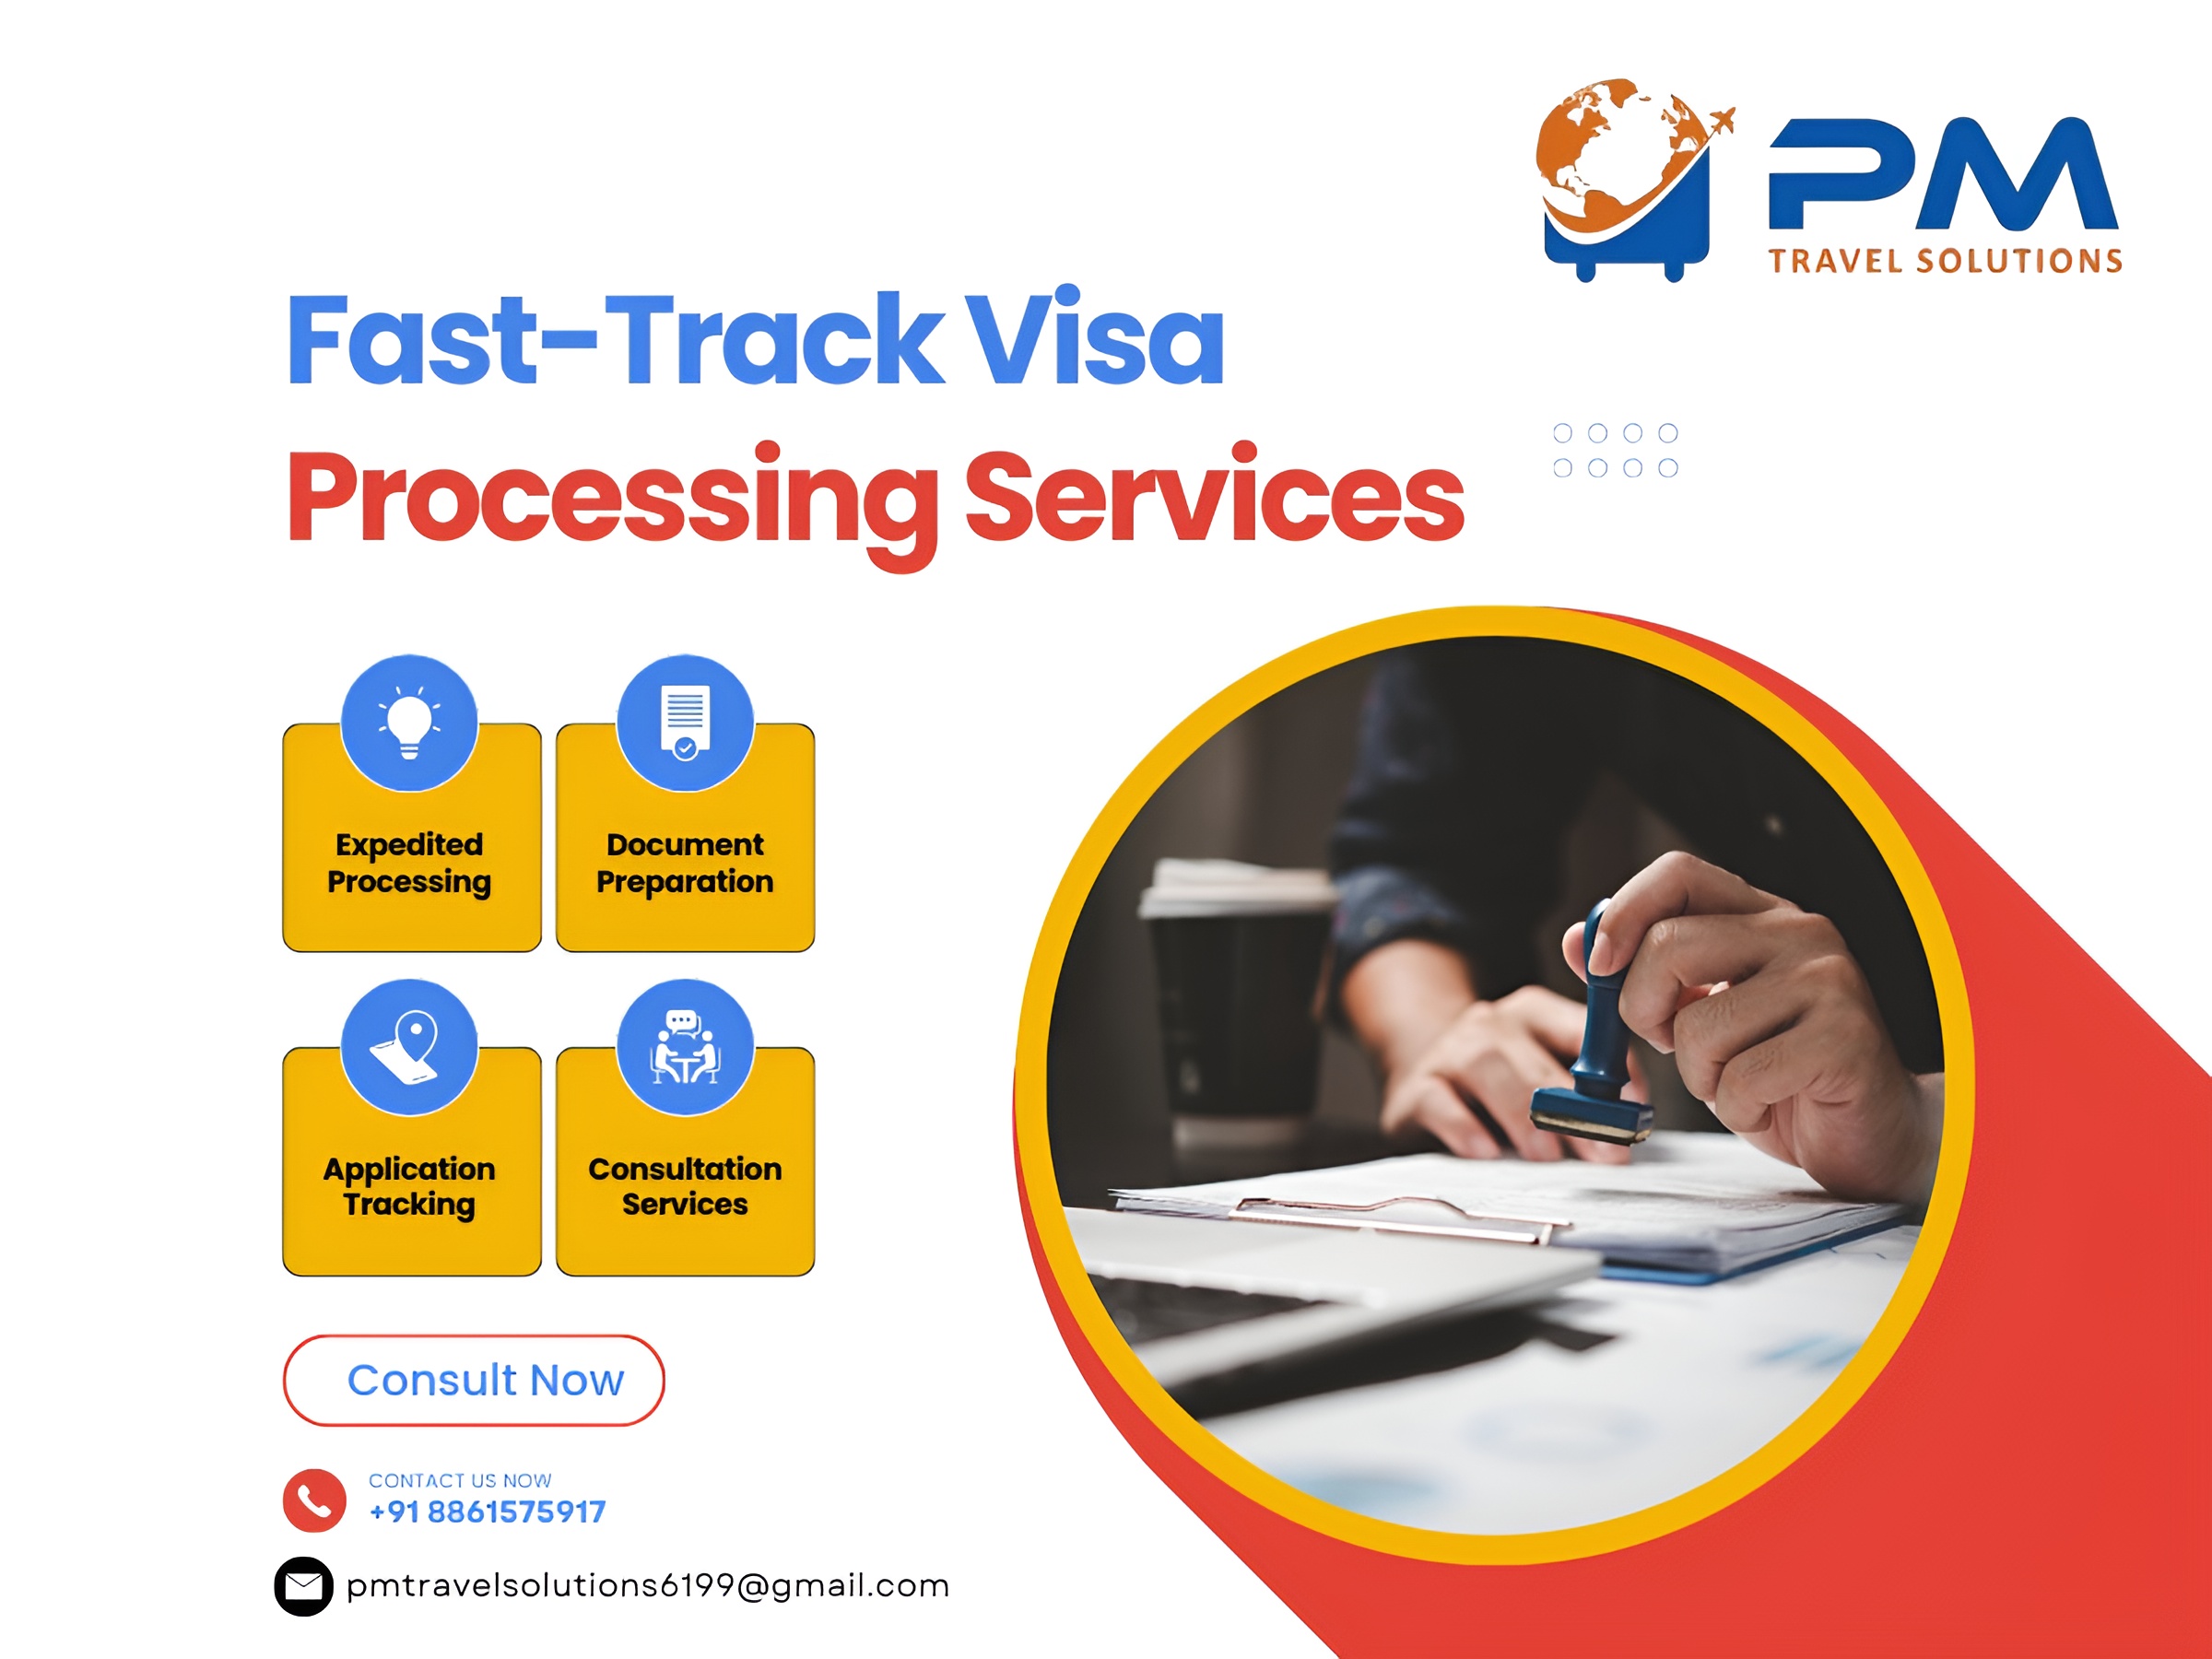 PM
TRAVEL SOLUTIONS
Fast-Track Visa
Processing Services
Expedited
Processing
Document
Preparation
Application
Tracking
Consultation
Services
Consult Now
CONTACT US NOW
+91 8861575917
pmtravelsolutions6199@gmail.com